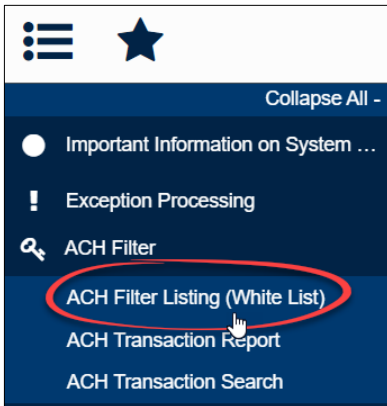 Collapse All -
Important Information on System ...
Exception Processing
ACH Filter
ACH Filter Listing (White List)
ACH Transaction Report
ACH Transaction Search